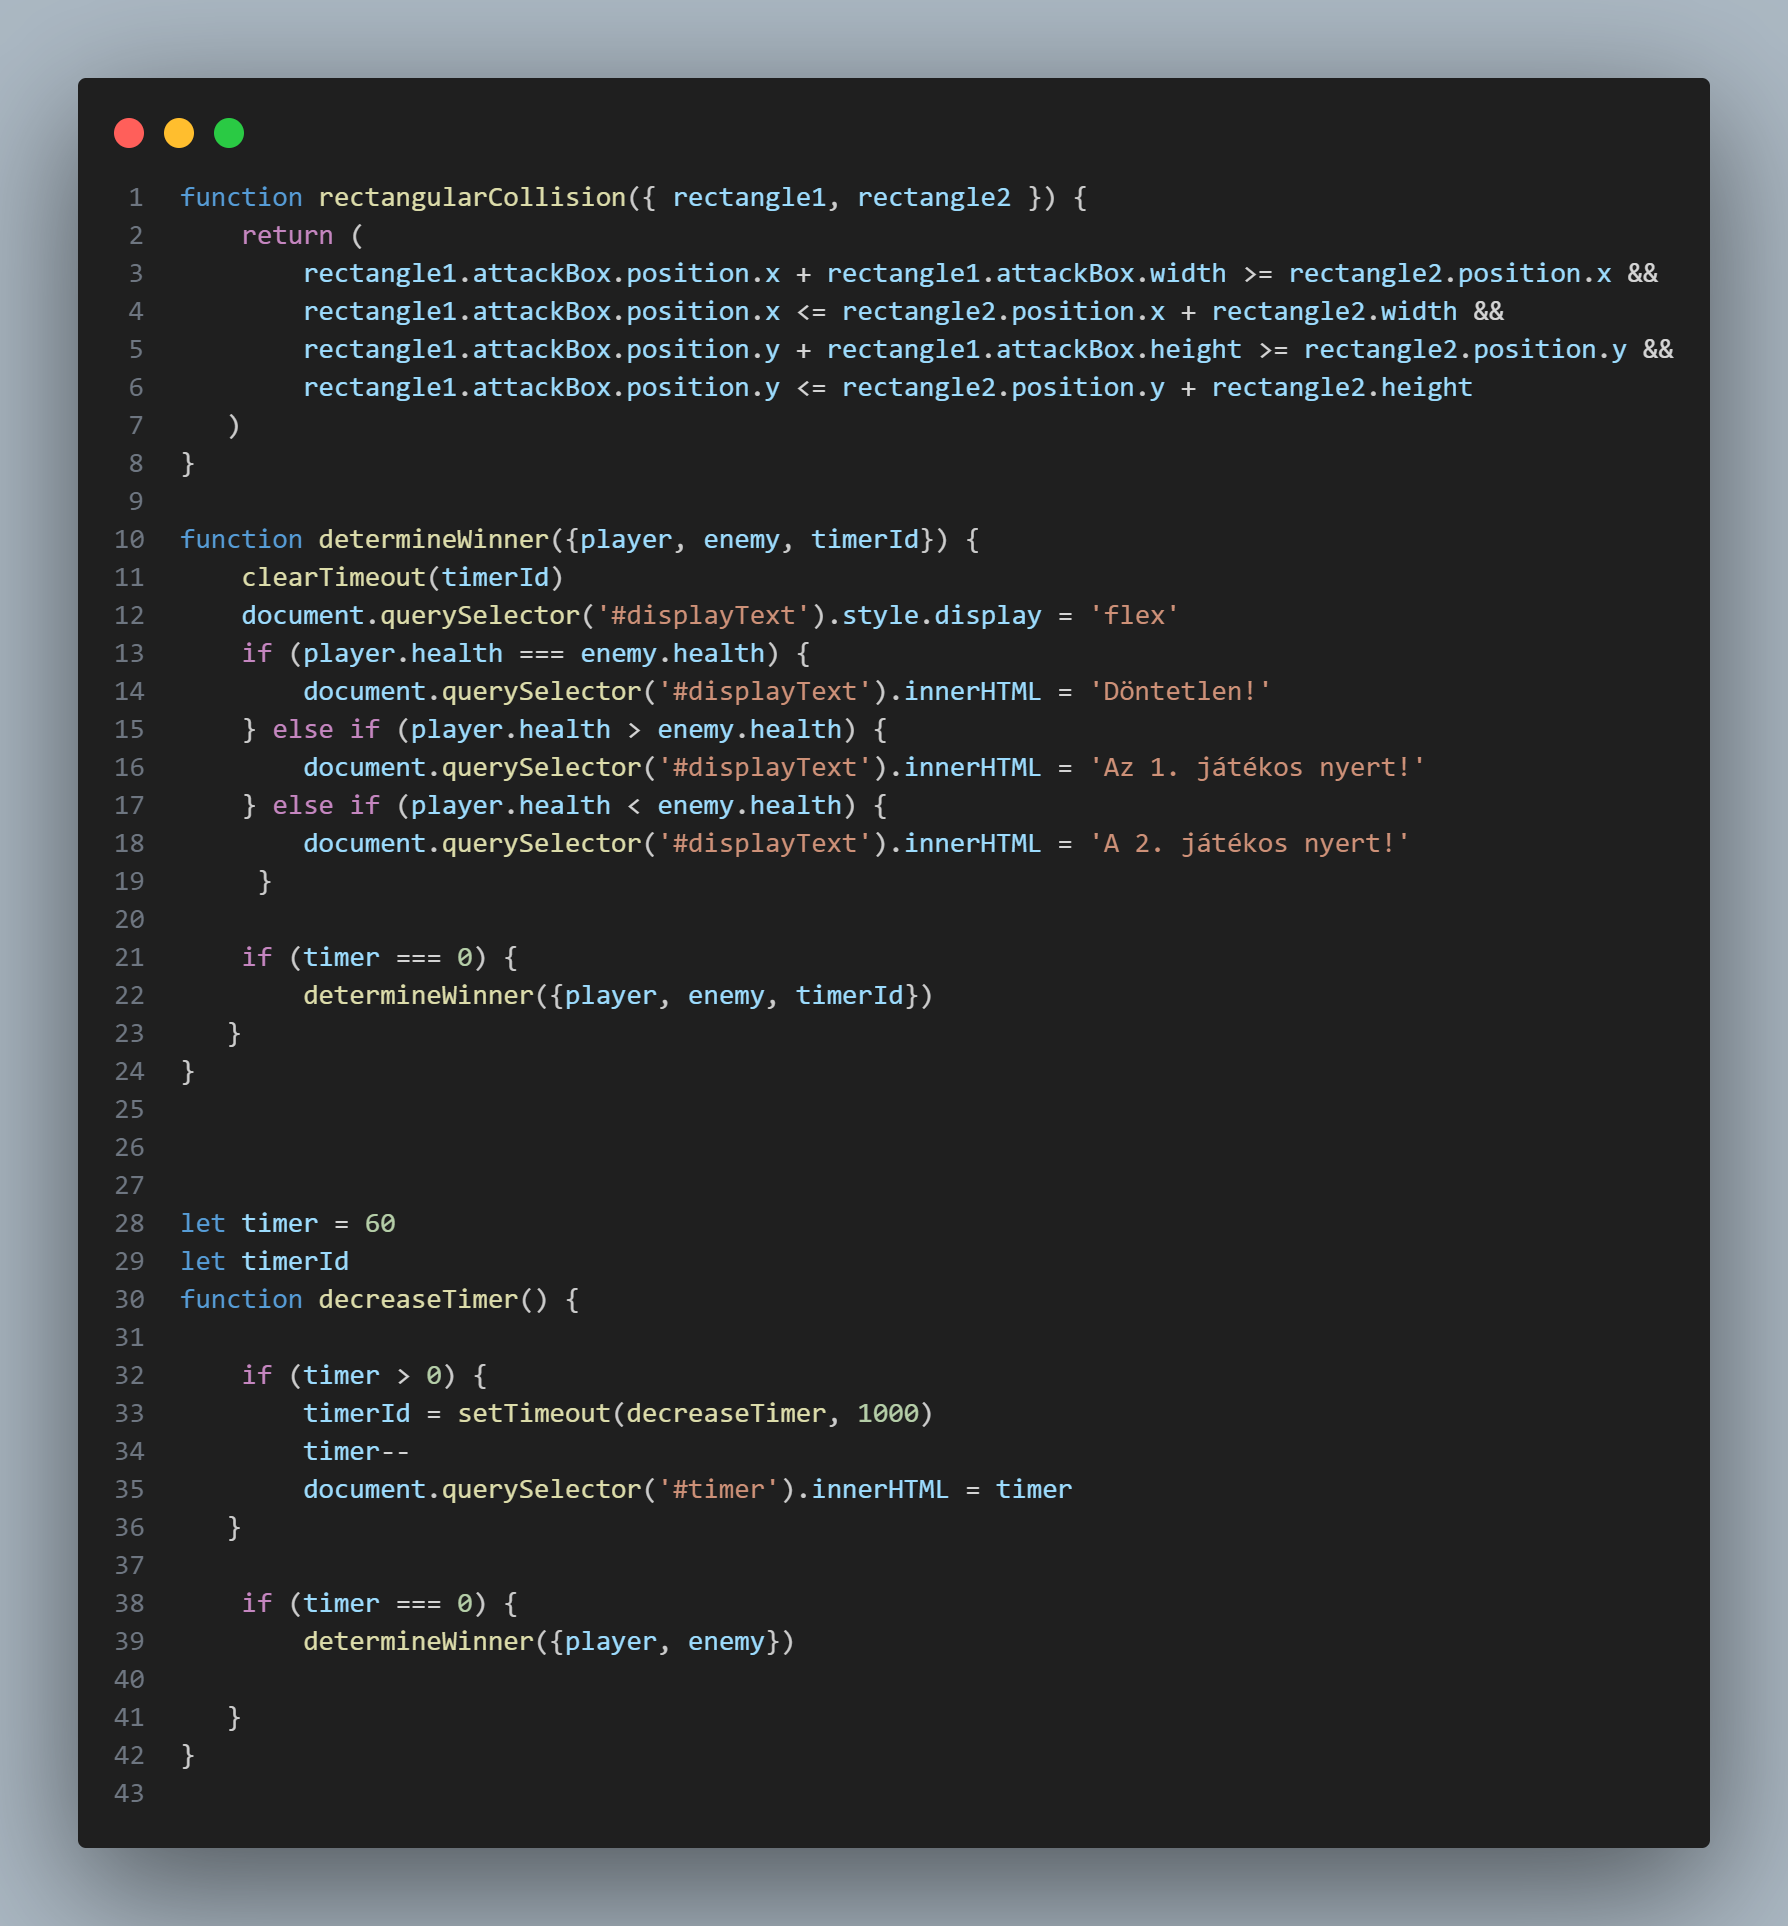 1 function rectangularCollision({ rectangle1, rectangle2 }) {
2     return (
3         rectangle1.attackBox.position.x + rectangle1.attackBox.width >= rectangle2.position.x &&
4         rectangle1.attackBox.position.x <= rectangle2.position.x + rectangle2.width &&
5         rectangle1.attackBox.position.y + rectangle1.attackBox.height >= rectangle2.position.y &&
6         rectangle1.attackBox.position.y <= rectangle2.position.y + rectangle2.height
7    )
8 }
9
10 function determineWinner({player, enemy, timerId}) {
11     clearTimeout(timerId)
12     document.querySelector('#displayText').style.display = 'flex'
13     if (player.health === enemy.health) {
14         document.querySelector('#displayText').innerHTML = 'Döntetlen!'
15     } else if (player.health > enemy.health) {
16         document.querySelector('#displayText').innerHTML = 'Az 1. játékos nyert!'
17     } else if (player.health < enemy.health) {
18         document.querySelector('#displayText').innerHTML = 'A 2. játékos nyert!'
19      }
20
21     if (timer === 0) {
22         determineWinner({player, enemy, timerId})
23    }
24 }
25
26
27
28 let timer = 60
29 let timerId
30 function decreaseTimer() {
31
32     if (timer > 0) {
33         timerId = setTimeout(decreaseTimer, 1000)
34         timer--
35         document.querySelector('#timer').innerHTML = timer
36    }
37
38     if (timer === 0) {
39         determineWinner({player, enemy})
40
41    }
42 }
43